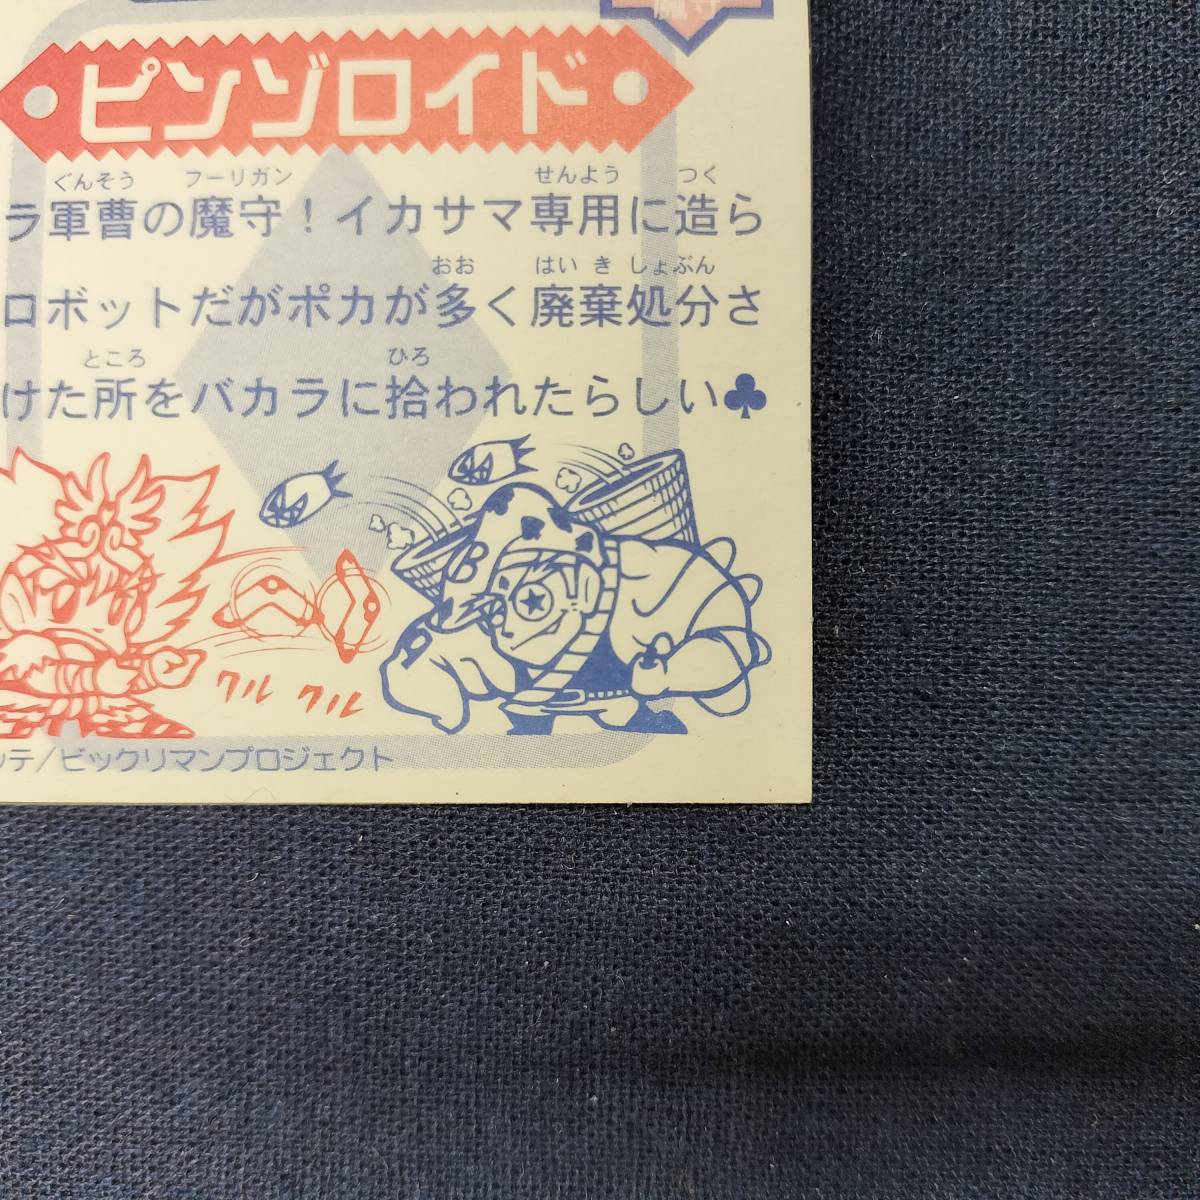 魔守
ピンゾロイド
ぐんそう フーリガン せんよう つく
ラ軍曹の魔守！イカサマ専用に造ら
おお はい き しょぶん
ロボットだがポカが多く廃棄処分さ
ところ ひろ
けた所をバカラに拾われたらしい♣
クル クル
ッテ/ビックリマンプロジェクト